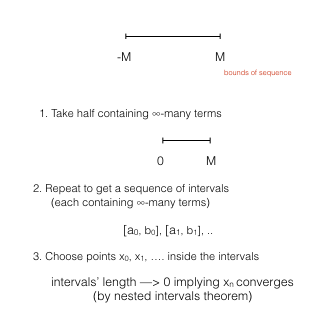 -M M
bounds of sequence
1. Take half containing ∞-many terms
0 M
2. Repeat to get a sequence of intervals
(each containing ∞-many terms)
[a₀, b₀], [a₁, b₁], ..
3. Choose points x₀, x₁, …. inside the intervals
intervals’ length —> 0 implying xₙ converges
(by nested intervals theorem)